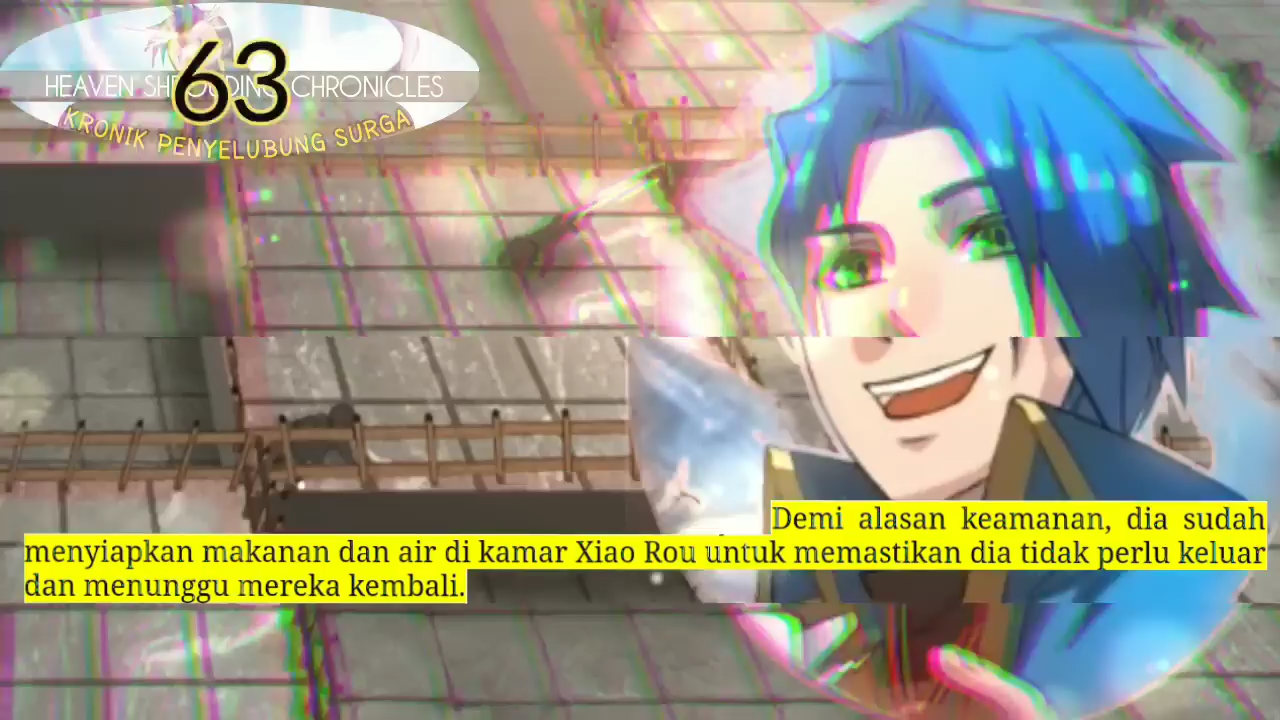 63
HEAVEN SHROUDING CHRONICLES
KRONIK PENYELUBUNG SURGA
Demi alasan keamanan, dia sudah
menyiapkan makanan dan air di kamar Xiao Rou untuk memastikan dia tidak perlu keluar
dan menunggu mereka kembali.